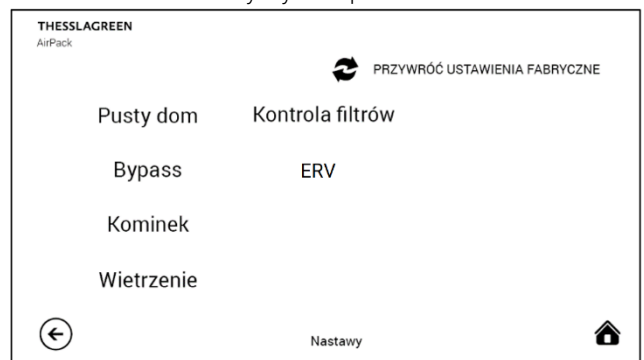 THESSLAGREEN
AirPack
PRZYWRÓĆ USTAWIENIA FABRYCZNE
Pusty dom Kontrola filtrów
Bypass ERV
Kominek
Wietrzenie
Nastawy